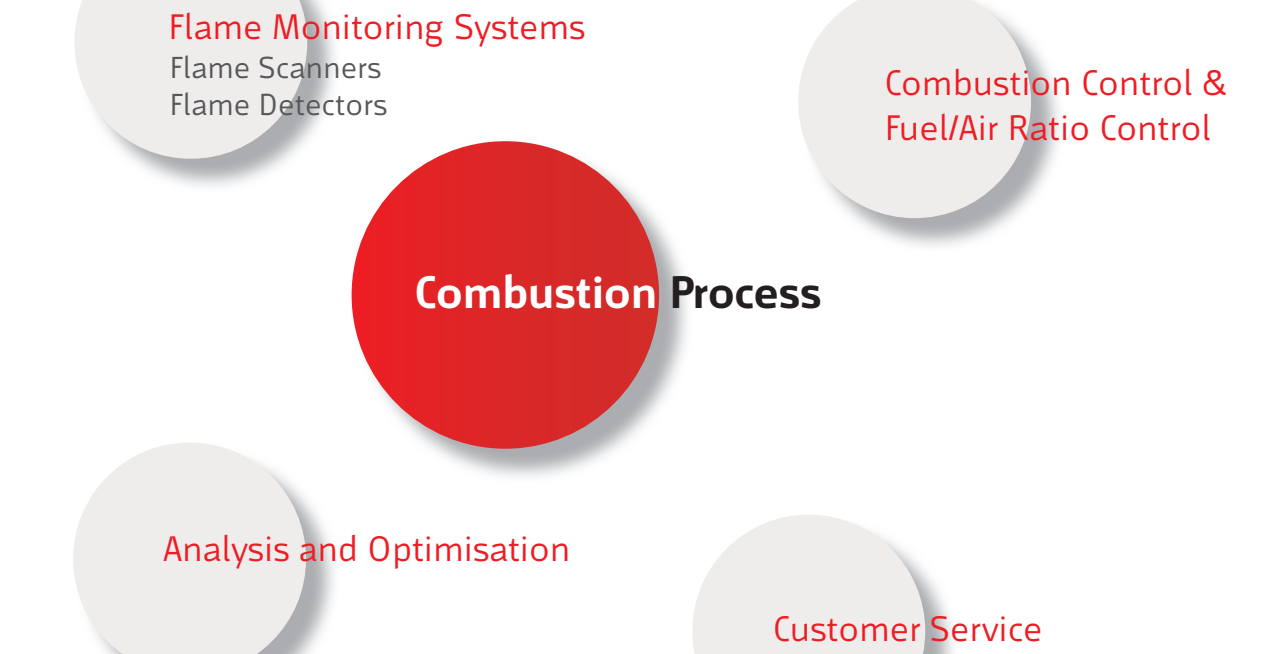 Flame Monitoring Systems
Flame Scanners
Flame Detectors
Combustion Control &
Fuel/Air Ratio Control
Combustion Process
Analysis and Optimisation
Customer Service